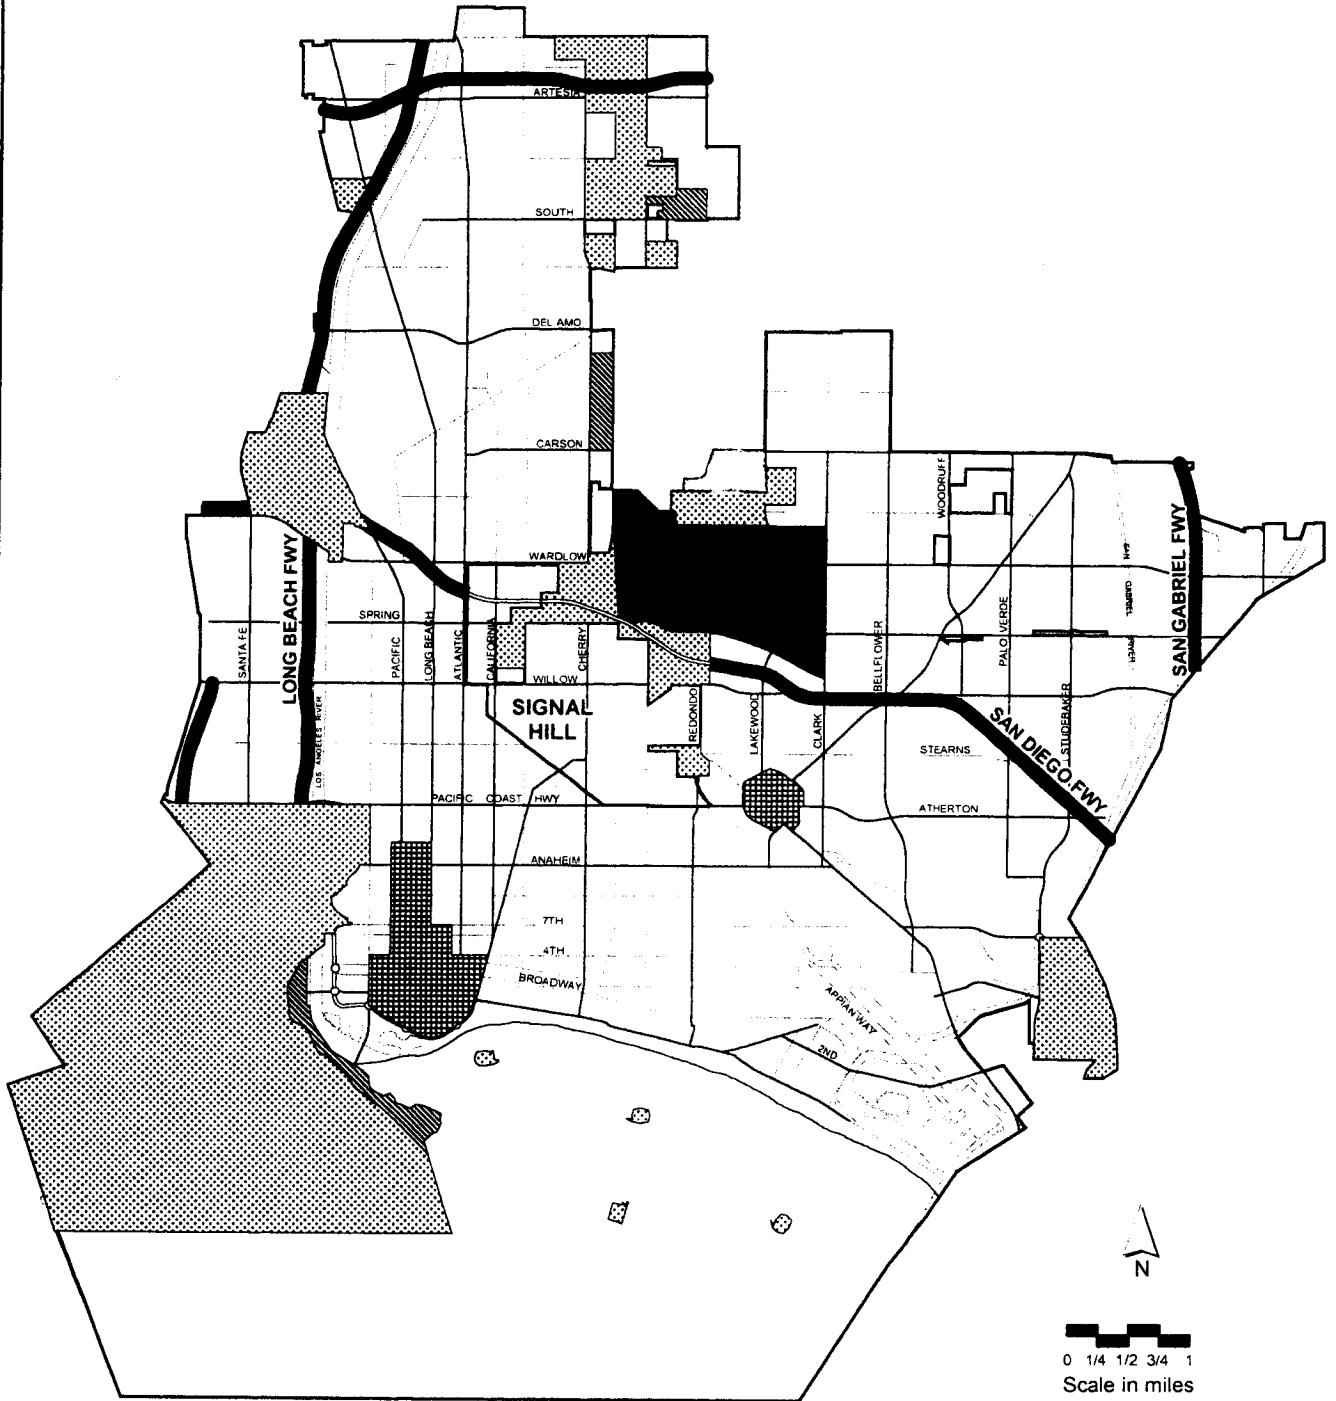 ARTESIA
SOUTH
DEL AMO
CARSON
WOODRUFF
WARDLOW
LONG BEACH FWY
SAN GABRIEL FWY
SAN GABRIEL RIVER
SPRING
SANTA FE
PACIFIC
LONG BEACH
ATLANTIC
CALIFORNIA
CHERRY
BELLFLOWER
PALO VERDE
WILLOW
SIGNAL
HILL
REDONDO
LAKEWOOD
CLARK
STUDEBAKER
SAN DIEGO FWY
LOS ANGELES RIVER
STEARNS
PACIFIC COAST HWY
ATHERTON
ANAHEIM
7TH
4TH
BROADWAY
APPIAN WAY
2ND
N
0 1/4 1/2 3/4 1
Scale in miles